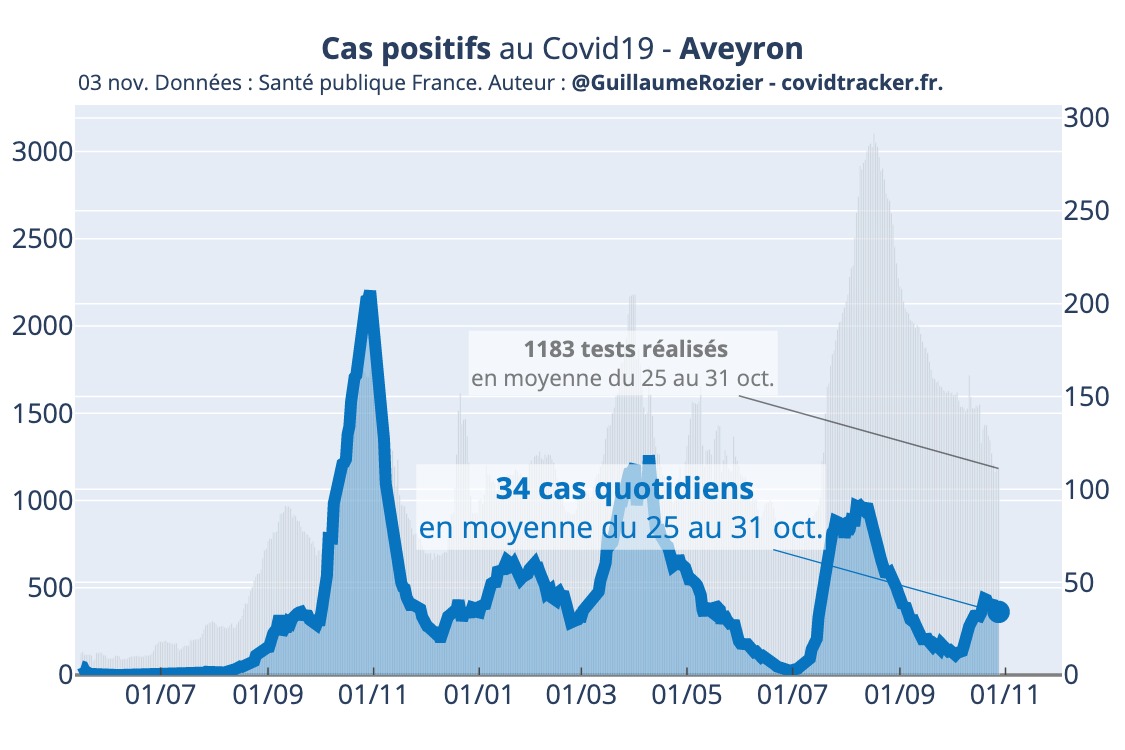 Cas positifs au Covid19 - Aveyron
03 nov. Données : Santé publique France. Auteur : @GuillaumeRozier - covidtracker.fr.
300
3000
250
2500
200
2000
1183 tests réalisés
en moyenne du 25 au 31 oct.
150
1500
34 cas quotidiens
en moyenne du 25 au 31 oct.
100
1000
50
500
0
0
01/07 01/09 01/11 01/01 01/03 01/05 01/07 01/09 01/11